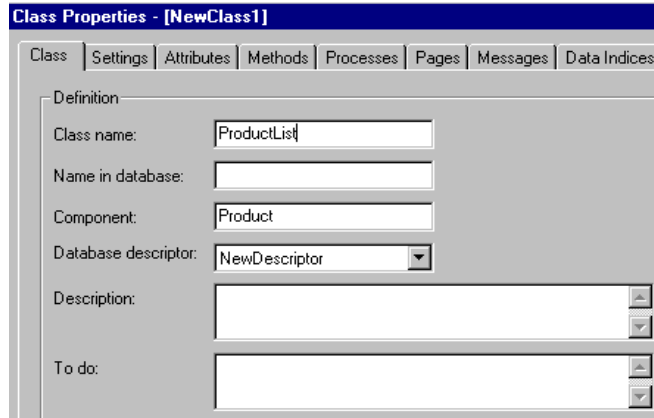 Class Properties - [NewClass1]
Class Settings Attributes Methods Processes Pages Messages Data Indices
Definition
Class name: ProductList
Name in database:
Component: Product
Database descriptor: NewDescriptor
Description:
To do: